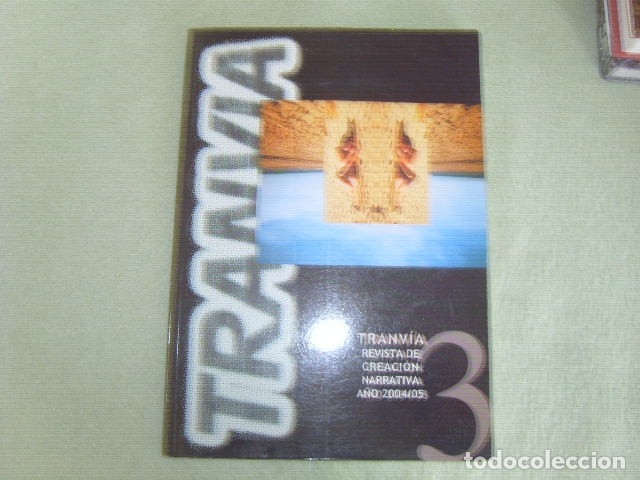 TRANVIA
TRANVÍA
REVISTA DE
CREACIÓN
NARRATIVA
AÑO 2004/05
3
todocoleccion